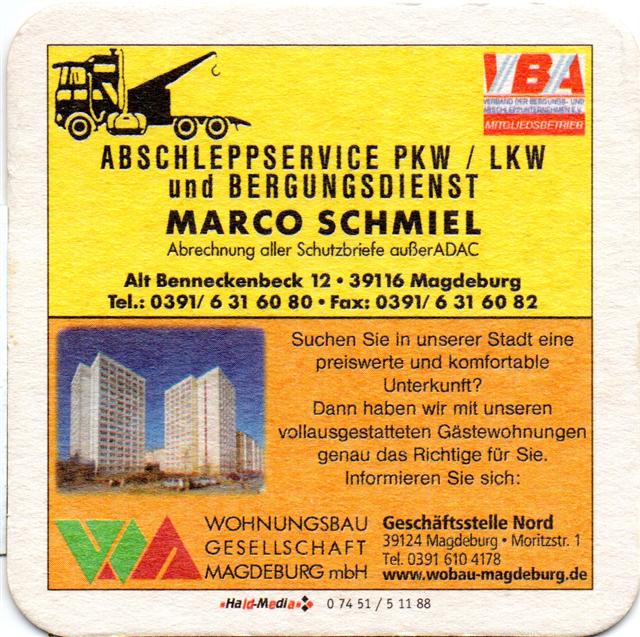 VBA
VERBAND DER BERGUNGS- UND
ABSCHLEPPUNTERNEHMEN E.V.
MITGLIEDSBETRIEB
ABSCHLEPPSERVICE PKW / LKW
und BERGUNGSDIENST
MARCO SCHMIEL
Abrechnung aller Schutzbriefe außerADAC
Alt Benneckenbeck 12 • 39116 Magdeburg
Tel.: 0391/ 6 31 60 80 • Fax: 0391/ 6 31 60 82
Suchen Sie in unserer Stadt eine
preiswerte und komfortable
Unterkunft?
Dann haben wir mit unseren
vollausgestatteten Gästewohnungen
genau das Richtige für Sie.
Informieren Sie sich:
WOHNUNGSBAU
GESELLSCHAFT
MAGDEBURG mbH
Geschäftsstelle Nord
39124 Magdeburg • Moritzstr. 1
Tel. 0391 610 4178
www.wobau-magdeburg.de
Hald-Media 0 74 51 / 5 11 88